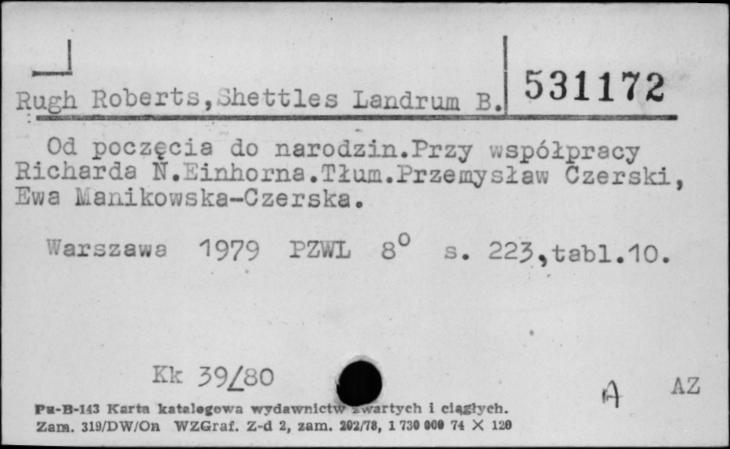 Rugh Roberts,Shettles Landrum B.
531172
Od poczęcia do narodzin.Przy współpracy
Richarda N.Einhorna.Tłum.Przemysław Czerski,
Ewa Manikowska-Czerska.
Warszawa 1979 PZWL 8° s. 223,tabl.10.
Kk 39/80
A AZ
Pu-B-143 Karta katalogowa wydawnictw zwartych i ciągłych.
Zam. 319/DW/On WZGraf. Z-d 2, zam. 202/78, 1 730 000 74 X 120